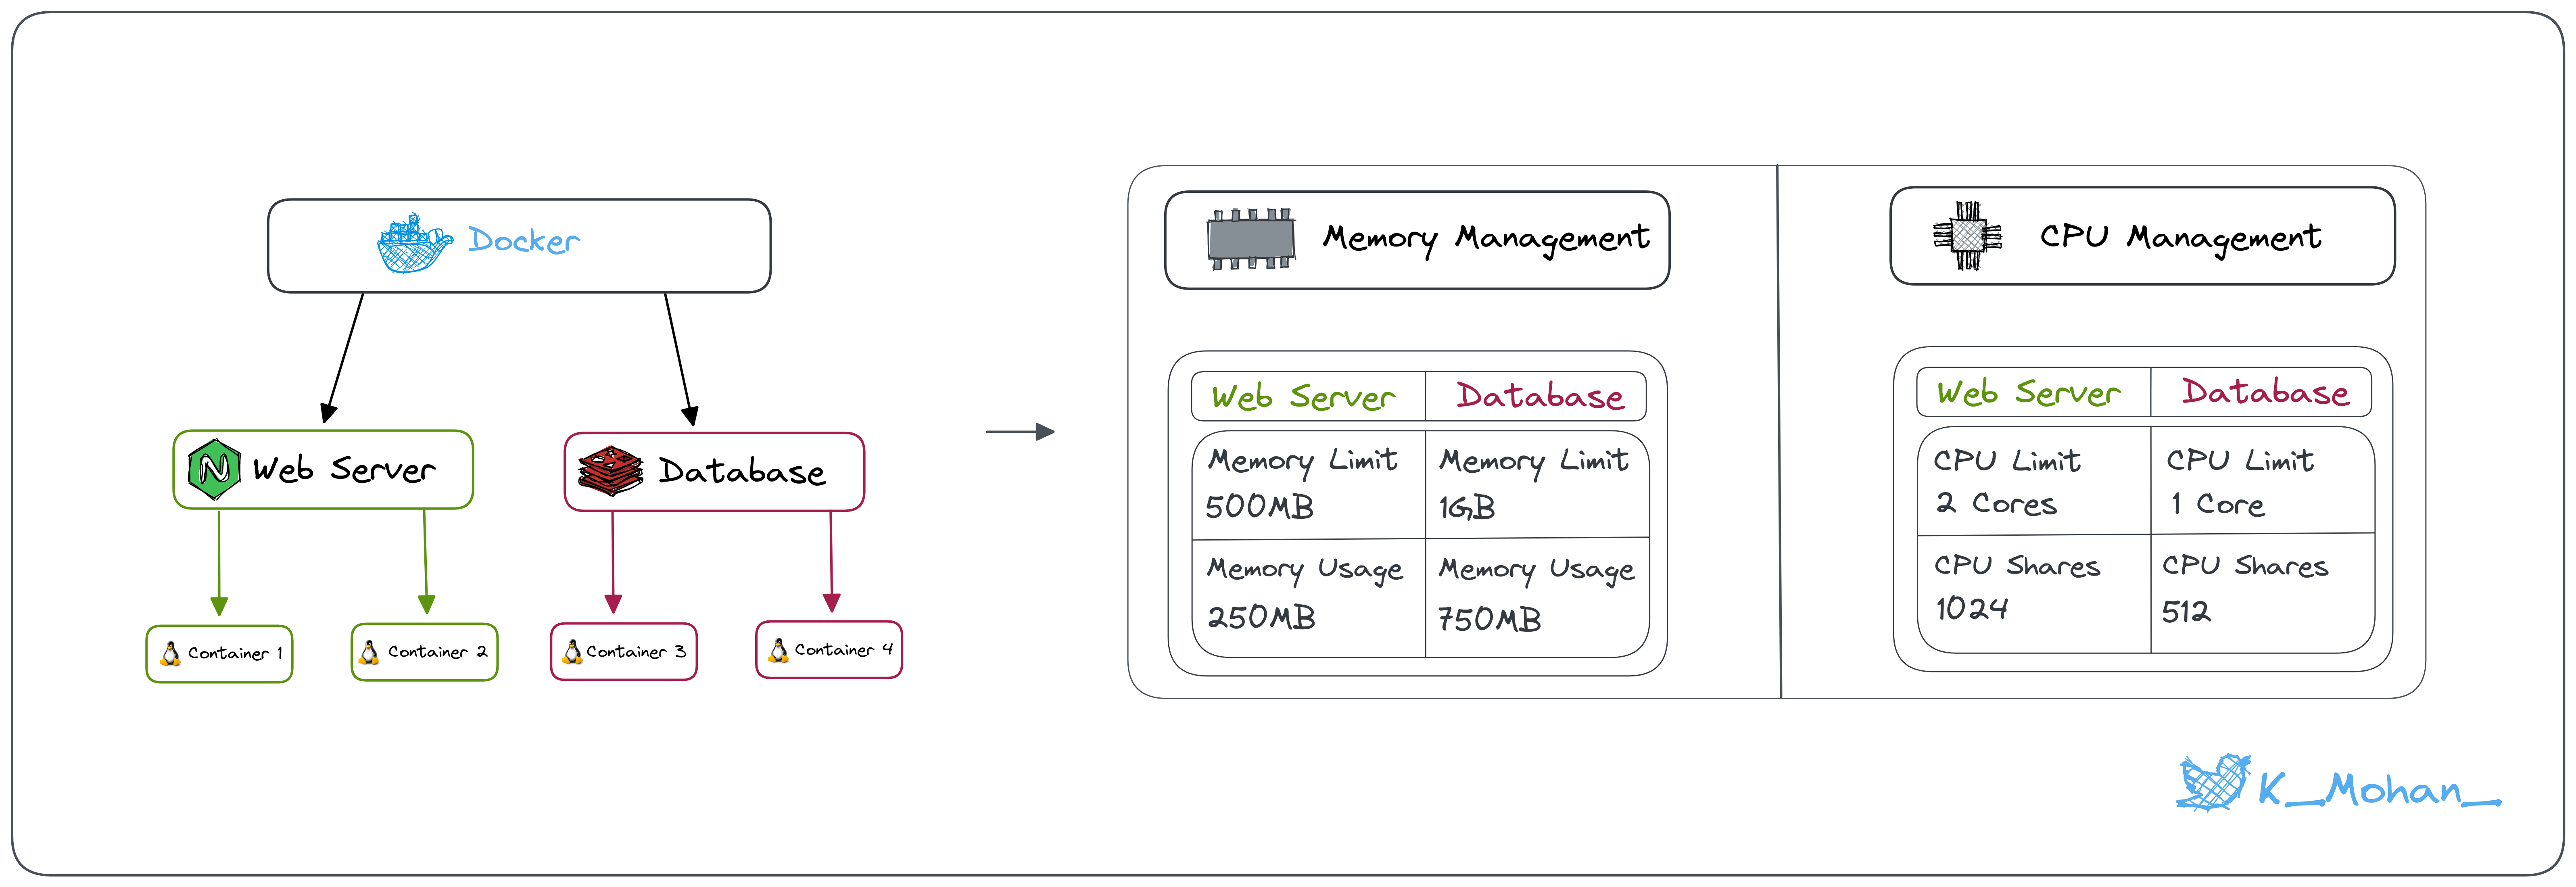 Docker
Web Server
Database
Container 1
Container 2
Container 3
Container 4
Memory Management
Web Server
Database
Memory Limit
500MB
Memory Limit
1GB
Memory Usage
250MB
Memory Usage
750MB
CPU Management
Web Server
Database
CPU Limit
2 Cores
CPU Limit
1 Core
CPU Shares
1024
CPU Shares
512
K_Mohan_